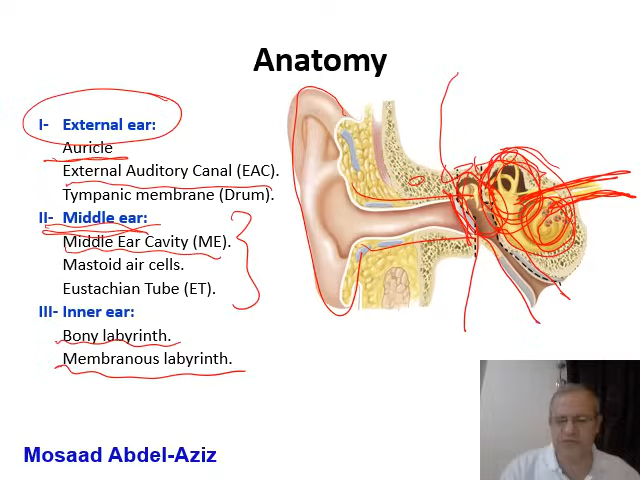 Anatomy
I- External ear:
Auricle
External Auditory Canal (EAC).
Tympanic membrane (Drum).
II- Middle ear:
Middle Ear Cavity (ME).
Mastoid air cells.
Eustachian Tube (ET).
III- Inner ear:
Bony labyrinth.
Membranous labyrinth.
Mosaad Abdel-Aziz